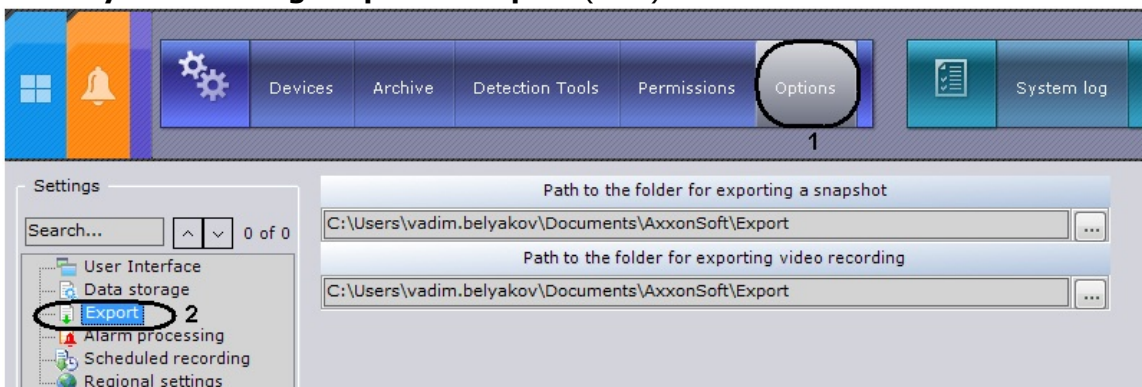 Devices Archive Detection Tools Permissions Options System log
1
Settings
Path to the folder for exporting a snapshot
Search... 0 of 0
C:\Users\vadim.belyakov\Documents\AxxonSoft\Export ...
Path to the folder for exporting video recording
C:\Users\vadim.belyakov\Documents\AxxonSoft\Export ...
User Interface
Data storage
Export 2
Alarm processing
Scheduled recording
Regional settings